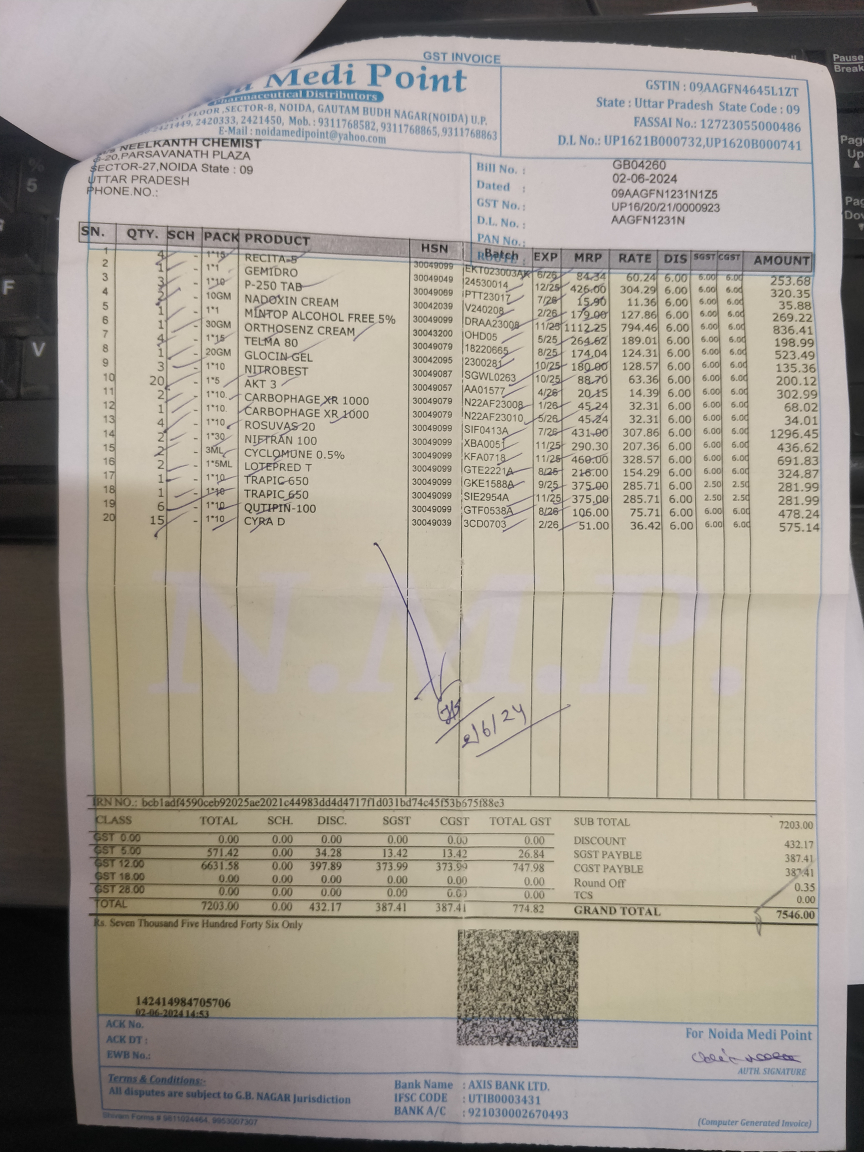 GST INVOICE
Medi Point
Pharmaceutical Distributors
FLOOR ,SECTOR-8, NOIDA, GAUTAM BUDH NAGAR(NOIDA) U.P.
2421449, 2420333, 2421450, Mob.: 9311768582, 9311768865, 9311768863
E-Mail : noidamedipoint@yahoo.com
GSTIN : 09AAGFN4645L1ZT
State : Uttar Pradesh State Code : 09
FASSAI No.: 12723055000486
D.L No.: UP1621B000732,UP1620B000741
NEELKANTH CHEMIST
G-20,PARSAVANATH PLAZA
SECTOR-27,NOIDA State : 09
UTTAR PRADESH
PHONE.NO.:
Bill No. : GB04260
Dated : 02-06-2024
GST No. : 09AAGFN1231N1Z5
D.L. No. : UP16/20/21/0000923
PAN No.: AAGFN1231N
SN. QTY. SCH PACK PRODUCT HSN Batch EXP MRP RATE DIS SGST CGST AMOUNT
1 4 - 1*15 RECITA-5 30049099 EKT023003AK 6/26 84.34 60.24 6.00 6.00 6.00 253.68
2 1 - 1*1 GEMIDRO 30049049 24530014 12/25 426.00 304.29 6.00 6.00 6.00 320.35
3 3 - 1*10 P-250 TAB 30049069 PTT23017 7/26 15.90 11.36 6.00 6.00 6.00 35.88
4 2 - 10GM NADOXIN CREAM 30049065 V240208 2/26 179.00 127.86 6.00 6.00 6.00 269.22
5 1 - 1*1 MINTOP ALCOHOL FREE 5% 30042039 DRAA23008 11/25 1112.25 794.46 6.00 6.00 6.00 836.41
6 1 - 30GM ORTHOSENZ CREAM 30043200 OHD05 5/25 264.62 189.01 6.00 6.00 6.00 198.99
7 4 - 1*15 TELMA 80 30049079 18220665 8/25 174.04 124.31 6.00 6.00 6.00 523.49
8 1 - 20GM GLOCIN GEL 30042095 2300281 10/25 180.00 128.57 6.00 6.00 6.00 135.36
9 3 - 1*10 NITROBEST 30049087 SGWL0263 10/25 88.70 63.36 6.00 6.00 6.00 200.12
10 20 - 1*5 AKT 3 30049057 AA01577 4/26 20.15 14.39 6.00 6.00 6.00 302.99
11 2 - 1*10 CARBOPHAGE XR 1000 30049079 N22AF23008 1/26 45.24 32.31 6.00 6.00 6.00 68.02
12 1 - 1*10 CARBOPHAGE XR 1000 30049079 N22AF23010 5/26 45.24 32.31 6.00 6.00 6.00 34.01
13 4 - 1*10 ROSUVAS 20 30049099 SIF0413A 7/26 431.00 307.86 6.00 6.00 6.00 1296.45
14 2 - 1*30 NIFTRAN 100 30049099 XBA005 11/25 290.30 207.36 6.00 6.00 6.00 436.62
15 2 - 3ML CYCLOMUNE 0.5% 30049099 KFA0718 11/25 460.00 328.57 6.00 6.00 6.00 691.83
16 2 - 1*5ML LOTEPRED T 30049099 GTE2221A 8/25 216.00 154.29 6.00 6.00 6.00 324.87
17 1 - 1*10 TRAPIC-650 30049099 GKE1588A 9/25 375.00 285.71 6.00 2.50 2.50 281.99
18 1 - 1*10 TRAPIC 650 30049099 SIE2954A 11/25 375.00 285.71 6.00 2.50 2.50 281.99
19 6 - 1*10 QUTIPIN-100 30049099 GTF0538A 8/26 106.00 75.71 6.00 6.00 6.00 478.24
20 15 - 1*10 CYRA D 30049039 3CD0703 2/26 51.00 36.42 6.00 6.00 6.00 575.14
N.M.P.
2/6/24
IRN NO.: bcb1adf4590ceb92025ae2021c44983dd4d4717f1d031bd74c45f53b675f88c3
CLASS TOTAL SCH. DISC. SGST CGST TOTAL GST
GST 0.00 0.00 0.00 0.00 0.00 0.00 0.00
GST 5.00 571.42 0.00 34.28 13.42 13.42 26.84
GST 12.00 6631.58 0.00 397.89 373.99 373.99 747.98
GST 18.00 0.00 0.00 0.00 0.00 0.00 0.00
GST 28.00 0.00 0.00 0.00 0.00 0.00 0.00
TOTAL 7203.00 0.00 432.17 387.41 387.41 774.82
SUB TOTAL 7203.00
DISCOUNT 432.17
SGST PAYBLE 387.41
CGST PAYBLE 387.41
Round Off 0.35
TCS 0.00
GRAND TOTAL 7546.00
Rs. Seven Thousand Five Hundred Forty Six Only
142414984705706
02-06-2024 14:53
ACK No.
ACK DT :
EWB No.:
For Noida Medi Point
AUTH. SIGNATURE
Terms & Conditions:-
All disputes are subject to G.B. NAGAR Jurisdiction
Bank Name : AXIS BANK LTD.
IFSC CODE : UTIB0003431
BANK A/C : 921030002670493
(Computer Generated Invoice)
Shivam Forms # 9811024464, 9953007307
Pause
Break
Page
Up
Page
Down
%
5
F
V